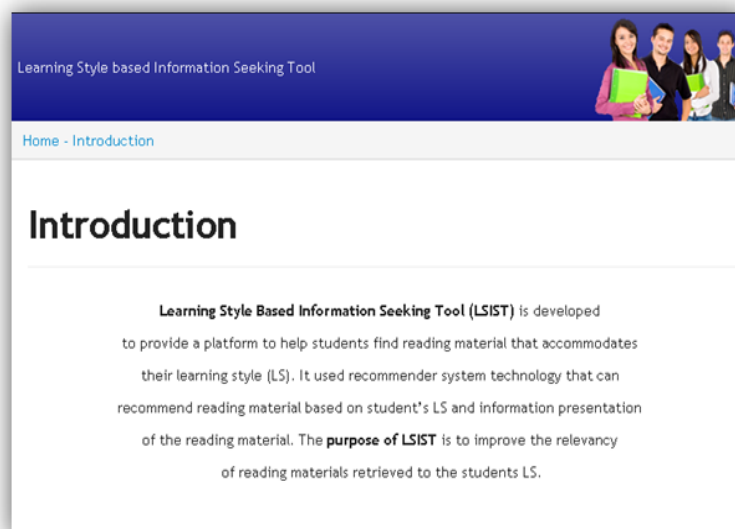 Learning Style based Information Seeking Tool
Home - Introduction
Introduction
Learning Style Based Information Seeking Tool (LSIST) is developed
to provide a platform to help students find reading material that accommodates
their learning style (LS). It used recommender system technology that can
recommend reading material based on student's LS and information presentation
of the reading material. The purpose of LSIST is to improve the relevancy
of reading materials retrieved to the students LS.